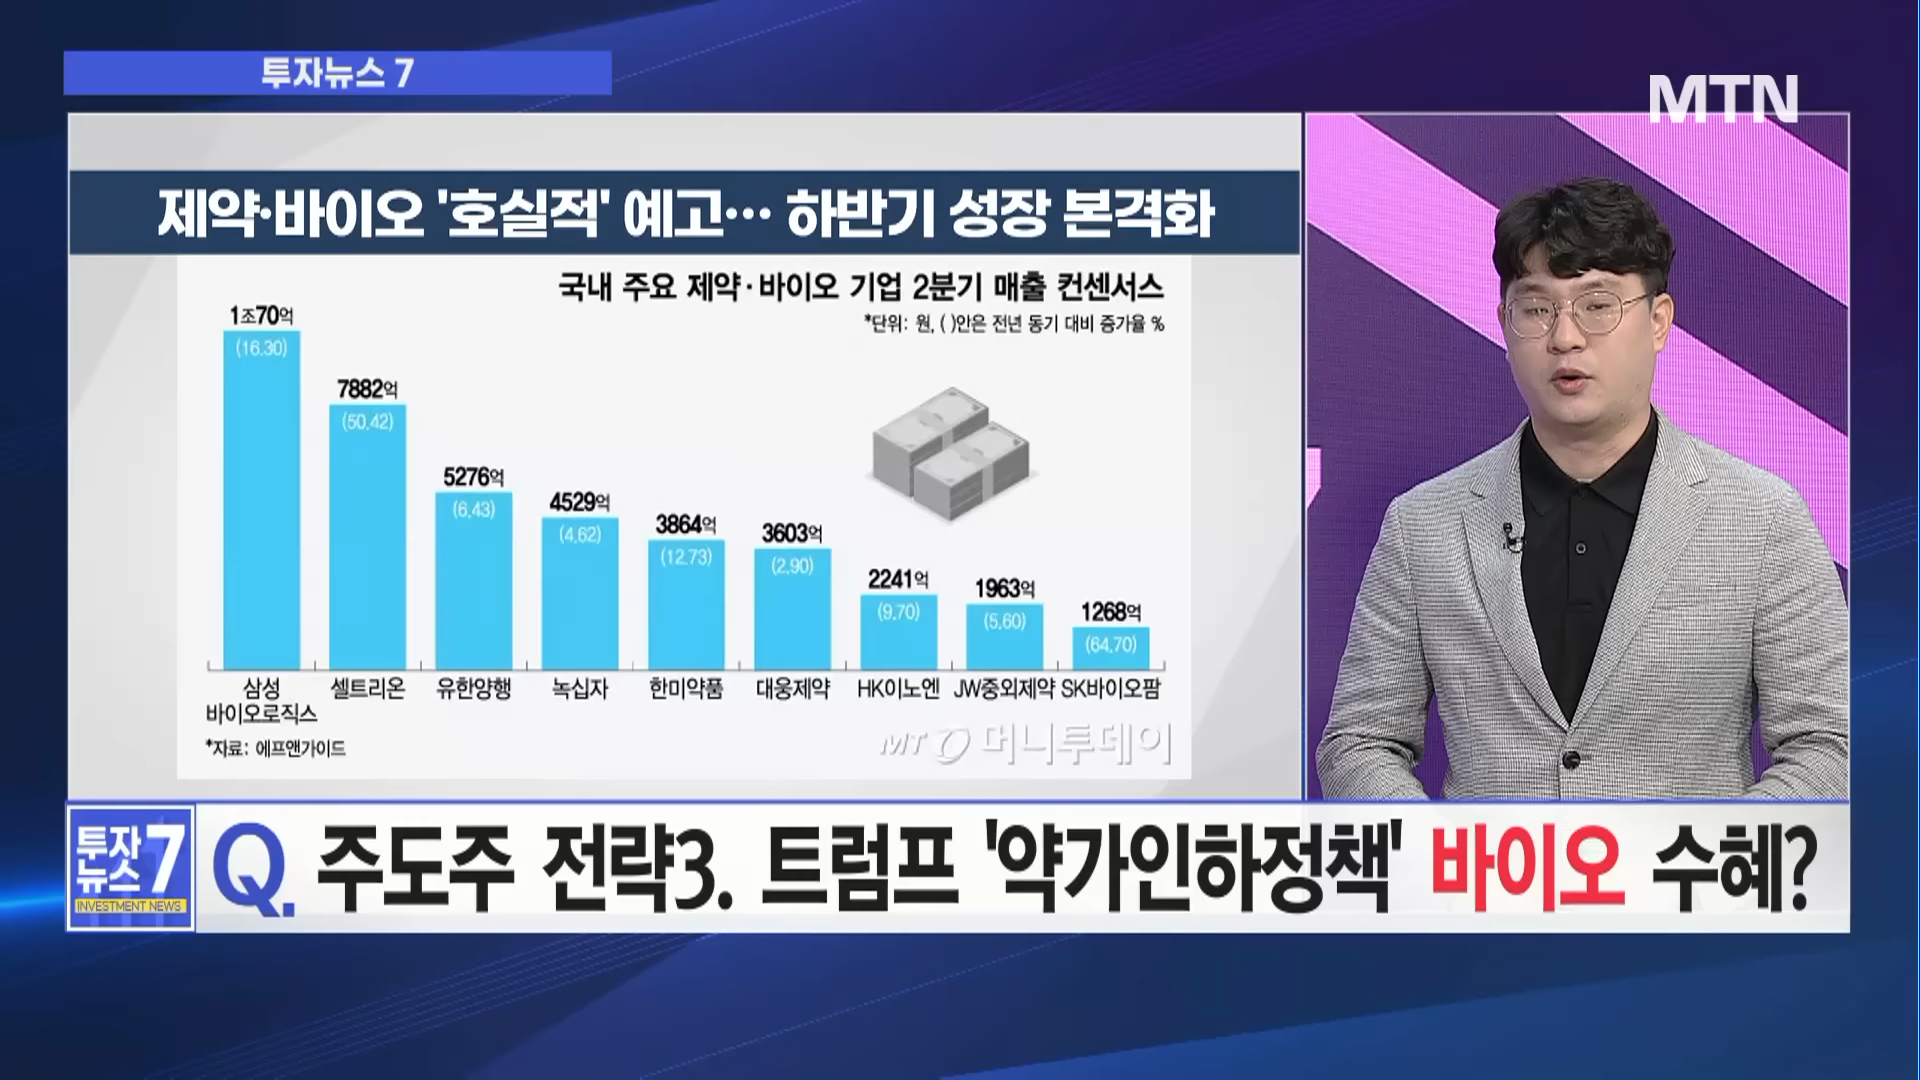 투자뉴스 7
MTN
제약·바이오 '호실적' 예고… 하반기 성장 본격화
국내 주요 제약·바이오 기업 2분기 매출 컨센서스
*단위: 원, ( )안은 전년 동기 대비 증가율 %
1조70억
(16.30)
7882억
(50.42)
5276억
(6.43)
4529억
(4.62)
3864억
(12.73)
3603억
(2.90)
2241억
(9.70)
1963억
(5.60)
1268억
(64.70)
삼성
바이오로직스
셀트리온
유한양행
녹십자
한미약품
대웅제약
HK이노엔
JW중외제약
SK바이오팜
*자료: 에프앤가이드
MT 머니투데이
투자
뉴스 7
INVESTMENT NEWS
Q. 주도주 전략3. 트럼프 '약가인하정책' 바이오 수혜?